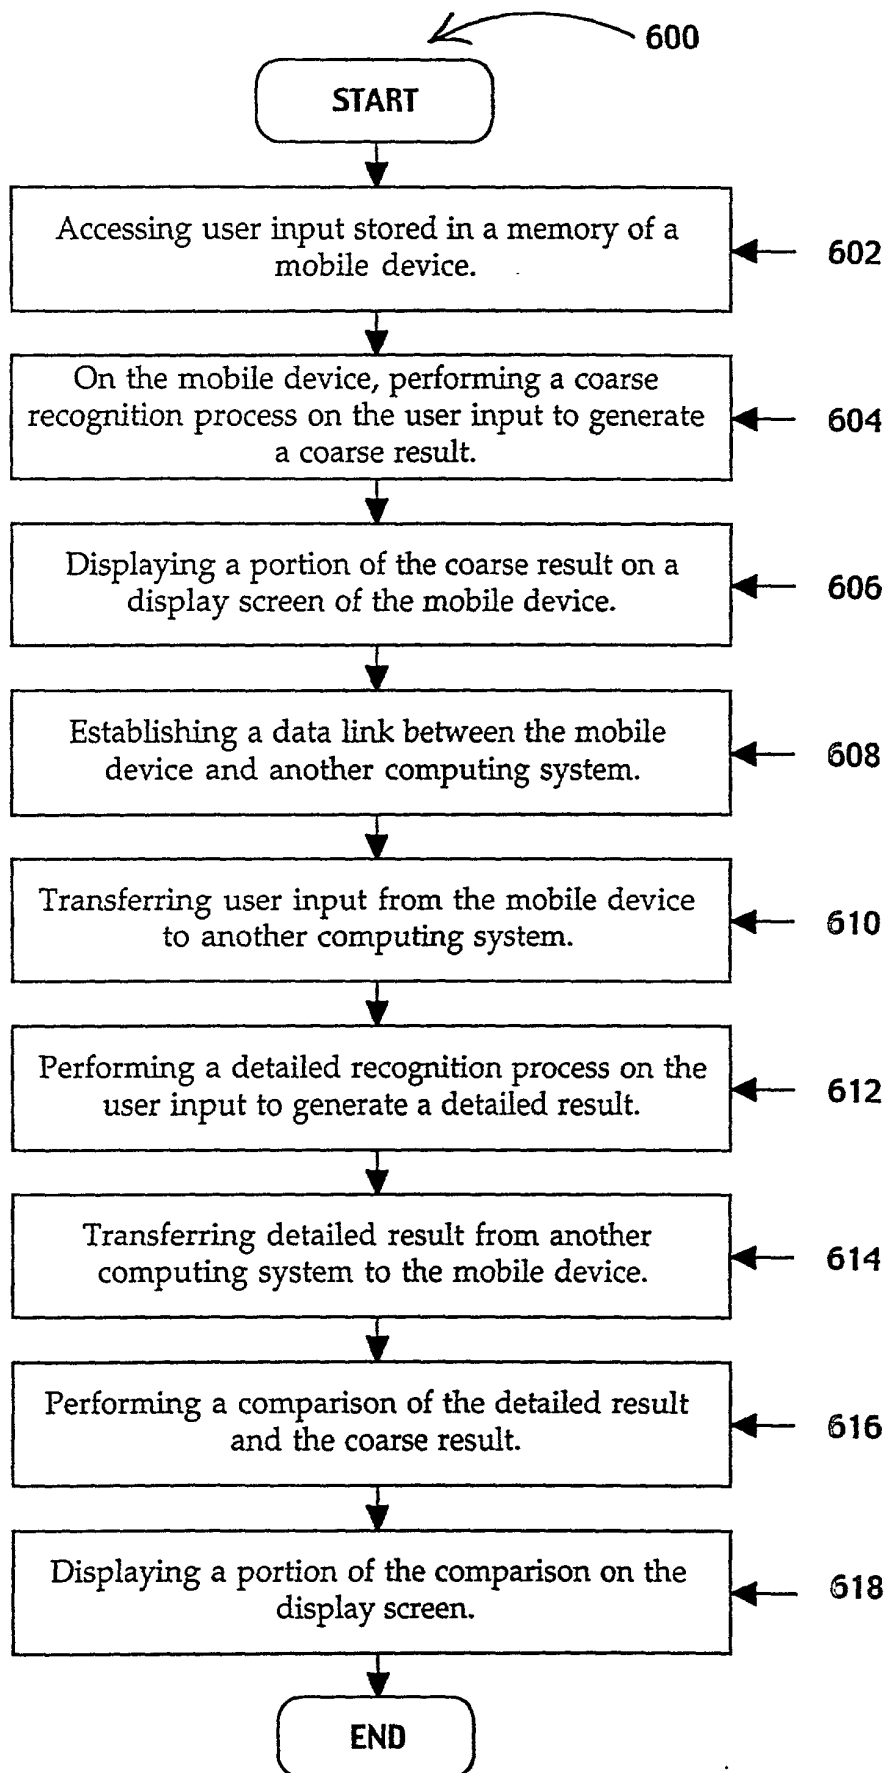 600
START
Accessing user input stored in a memory of a
mobile device.
602
On the mobile device, performing a coarse
recognition process on the user input to generate
a coarse result.
604
Displaying a portion of the coarse result on a
display screen of the mobile device.
606
Establishing a data link between the mobile
device and another computing system.
608
Transferring user input from the mobile device
to another computing system.
610
Performing a detailed recognition process on the
user input to generate a detailed result.
612
Transferring detailed result from another
computing system to the mobile device.
614
Performing a comparison of the detailed result
and the coarse result.
616
Displaying a portion of the comparison on the
display screen.
618
END